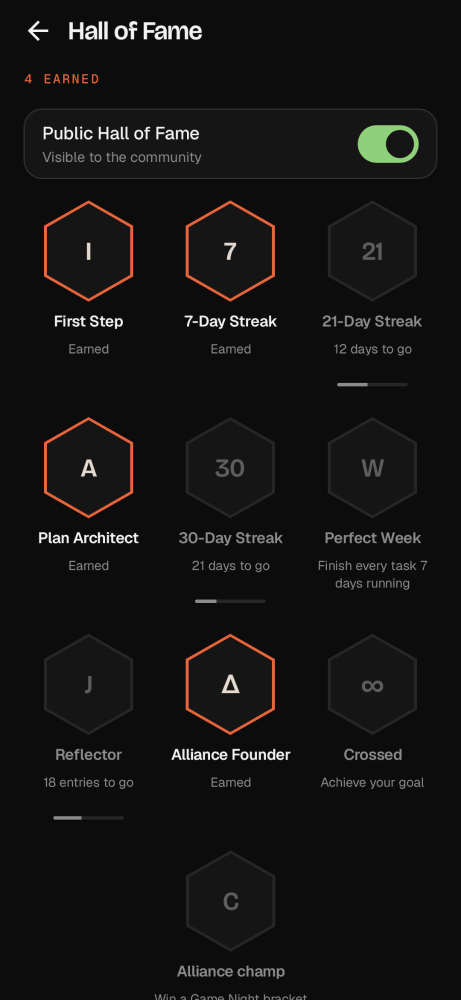 Hall of Fame
4 EARNED
Public Hall of Fame
Visible to the community
I
7
21
First Step
7-Day Streak
21-Day Streak
Earned
Earned
12 days to go
A
30
W
Plan Architect
30-Day Streak
Perfect Week
Earned
21 days to go
Finish every task 7
days running
J
Δ
∞
Reflector
Alliance Founder
Crossed
18 entries to go
Earned
Achieve your goal
C
Alliance champ
Win a Game Night bracket